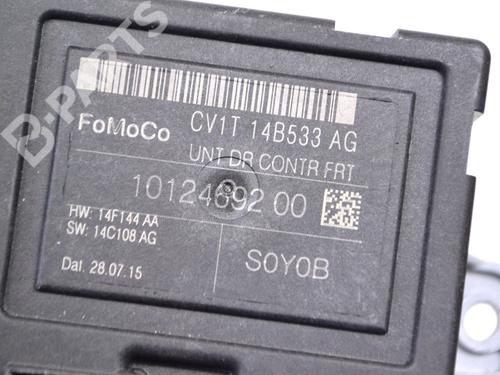 B-PARTS
FoMoCo CV1T 14B533 AG
UNT DR CONTR FRT
10124692 00
HW: 14F144 AA
SW: 14C108 AG
Dat. 28.07.15 S0Y0B